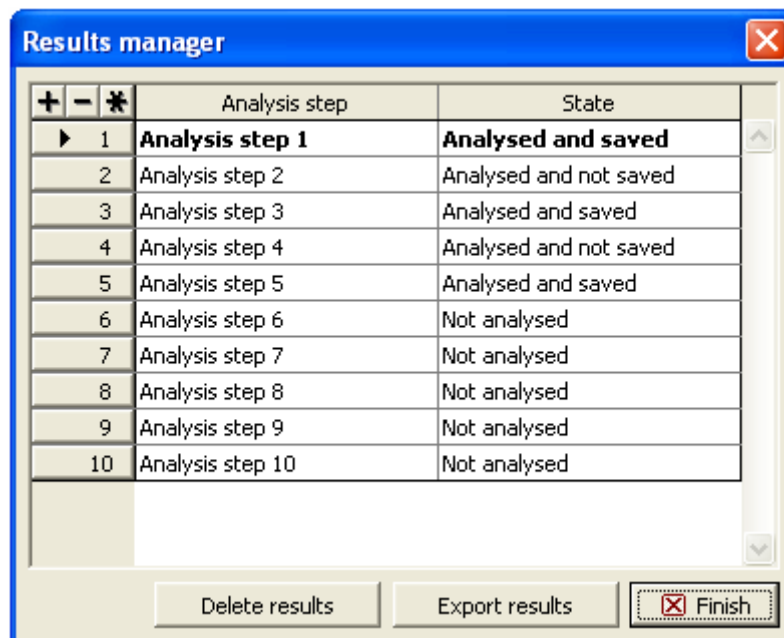 Results manager
+ - * Analysis step State
1 Analysis step 1 Analysed and saved
2 Analysis step 2 Analysed and not saved
3 Analysis step 3 Analysed and saved
4 Analysis step 4 Analysed and not saved
5 Analysis step 5 Analysed and saved
6 Analysis step 6 Not analysed
7 Analysis step 7 Not analysed
8 Analysis step 8 Not analysed
9 Analysis step 9 Not analysed
10 Analysis step 10 Not analysed
Delete results Export results Finish